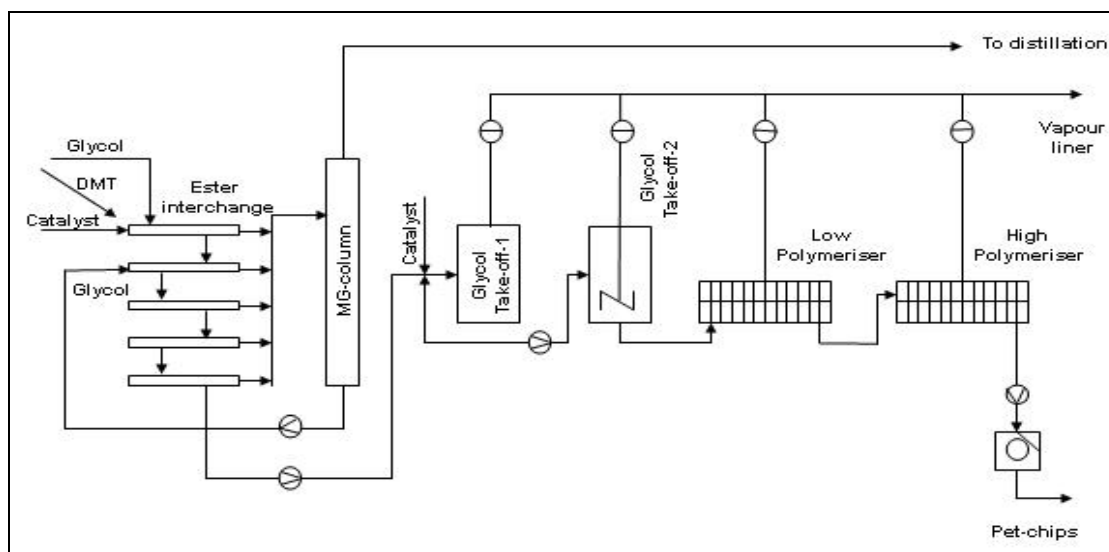 To distillation
Vapour
liner
Glycol
DMT
Catalyst
Ester
interchange
Glycol
MG-column
Catalyst
Glycol
Take-off-1
Glycol
Take-off-2
Low
Polymeriser
High
Polymeriser
Pet-chips